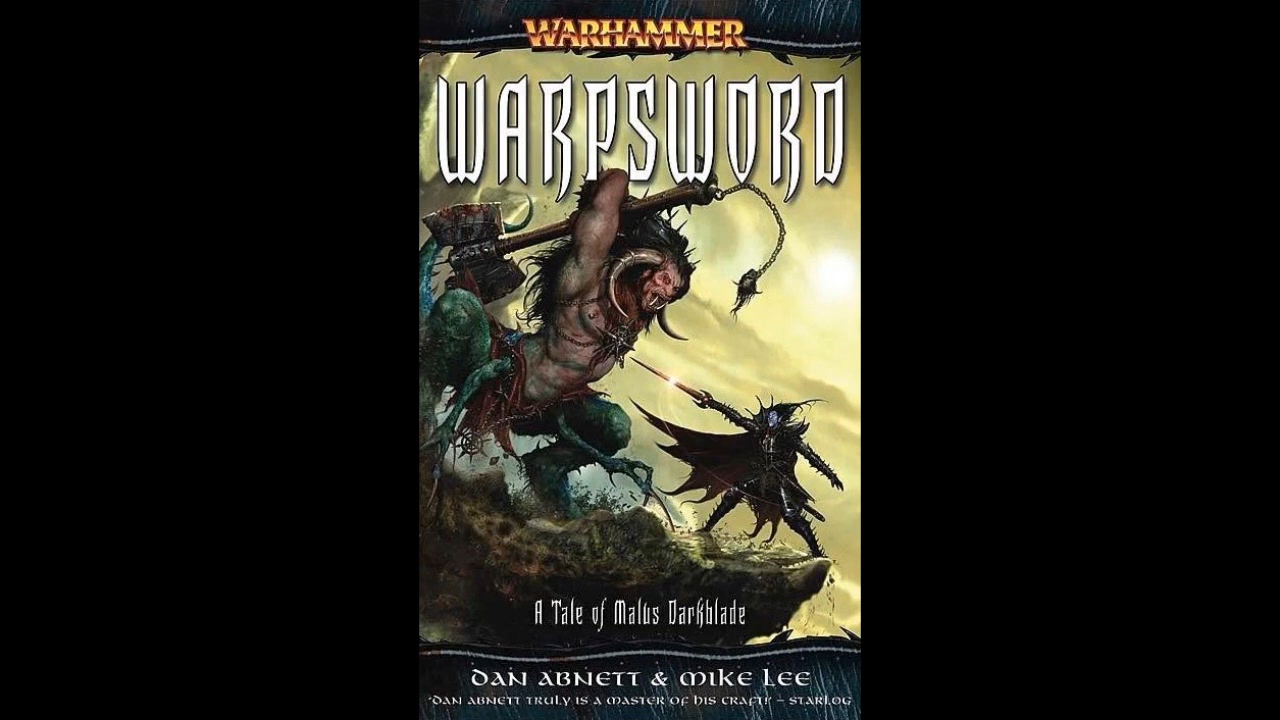 WARHAMMER
WARPSWORD
A Tale of Malus Darkblade
DAN ABNETT & MIKE LEE
'DAN ABNETT TRULY IS A MASTER OF HIS CRAFT!' – STARLOG